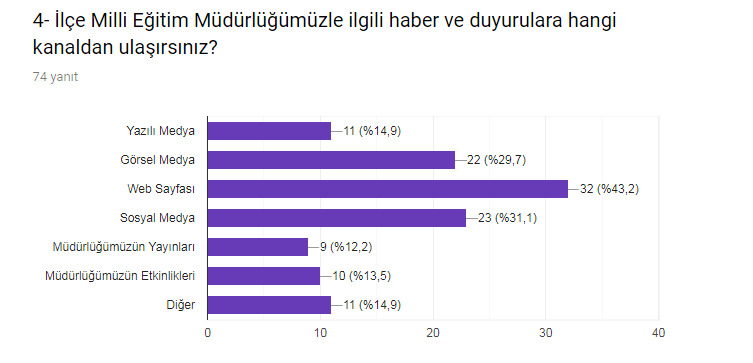 4- İlçe Milli Eğitim Müdürlüğümüzle ilgili haber ve duyurulara hangi
kanaldan ulaşırsınız?
74 yanıt
Yazılı Medya 11 (%14,9)
Görsel Medya 22 (%29,7)
Web Sayfası 32 (%43,2)
Sosyal Medya 23 (%31,1)
Müdürlüğümüzün Yayınları 9 (%12,2)
Müdürlüğümüzün Etkinlikleri 10 (%13,5)
Diğer 11 (%14,9)
0 10 20 30 40